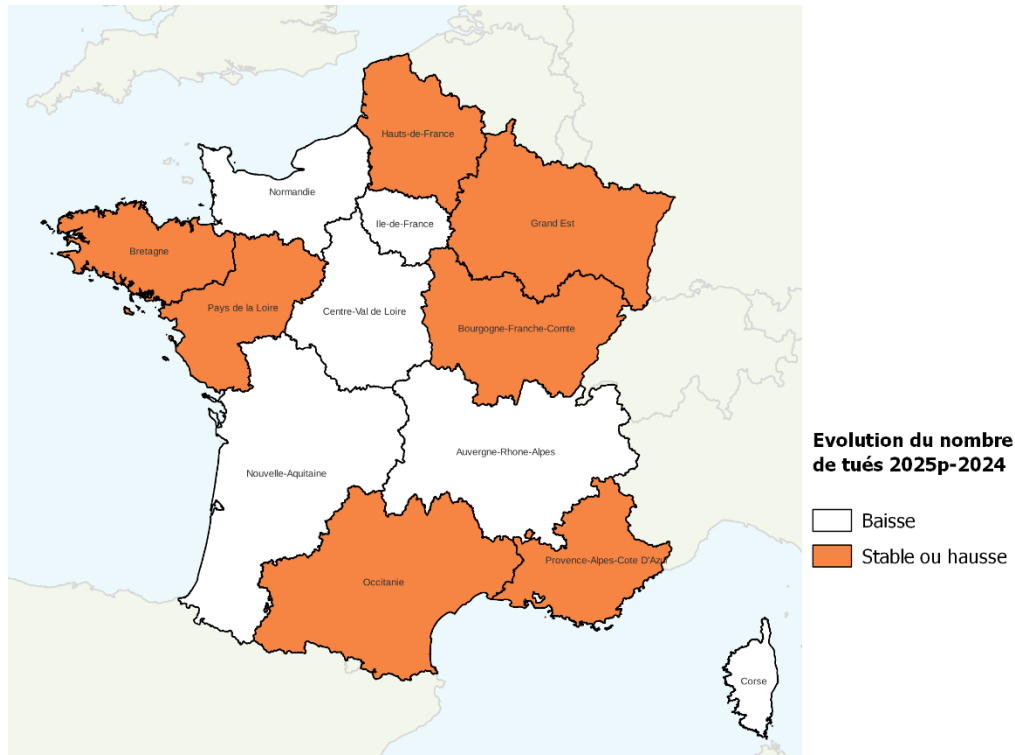 Hauts-de-France
Normandie
Ile-de-France
Grand Est
Bretagne
Pays de la Loire
Centre-Val de Loire
Bourgogne-Franche-Comte
Auvergne-Rhone-Alpes
Nouvelle-Aquitaine
Provence-Alpes-Cote D'Azur
Occitanie
Corse
Evolution du nombre
de tués 2025p-2024
Baisse
Stable ou hausse